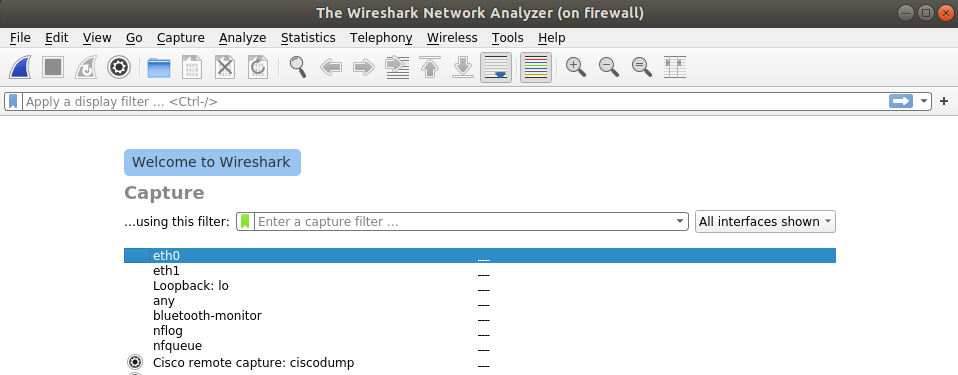 The Wireshark Network Analyzer (on firewall)
File Edit View Go Capture Analyze Statistics Telephony Wireless Tools Help
Apply a display filter ... <Ctrl-/>
+
Welcome to Wireshark
Capture
...using this filter: Enter a capture filter ... All interfaces shown
eth0
eth1
Loopback: lo
any
bluetooth-monitor
nflog
nfqueue
Cisco remote capture: ciscodump